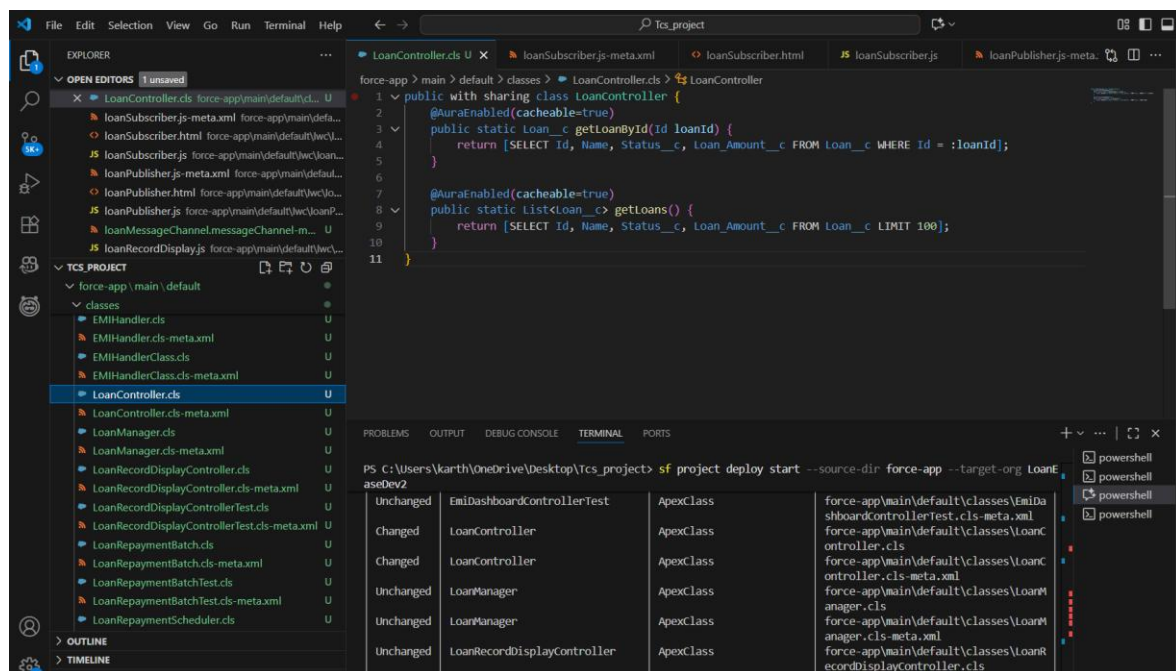 File Edit Selection View Go Run Terminal Help
Tcs_project
EXPLORER
OPEN EDITORS 1 unsaved
LoanController.cls force-app\main\default\cl... U
loanSubscriber.js-meta.xml force-app\main\defa...
loanSubscriber.html force-app\main\default\lwc\l...
JS loanSubscriber.js force-app\main\default\lwc\loan...
loanPublisher.js-meta.xml force-app\main\defaul...
loanPublisher.html force-app\main\default\lwc\lo...
JS loanPublisher.js force-app\main\default\lwc\loanP...
loanMessageChannel.messageChannel-m... U
JS loanRecordDisplay.js force-app\main\default\lwc\...
TCS_PROJECT
force-app \ main \ default
classes
EMIHandler.cls U
EMIHandler.cls-meta.xml U
EMIHandlerClass.cls U
EMIHandlerClass.cls-meta.xml U
LoanController.cls U
LoanController.cls-meta.xml U
LoanManager.cls U
LoanManager.cls-meta.xml U
LoanRecordDisplayController.cls U
LoanRecordDisplayController.cls-meta.xml U
LoanRecordDisplayControllerTest.cls U
LoanRecordDisplayControllerTest.cls-meta.xml U
LoanRepaymentBatch.cls U
LoanRepaymentBatch.cls-meta.xml U
LoanRepaymentBatchTest.cls U
LoanRepaymentBatchTest.cls-meta.xml U
LoanRepaymentScheduler.cls U
OUTLINE
TIMELINE
1
5K+
LoanController.cls U loanSubscriber.js-meta.xml loanSubscriber.html JS loanSubscriber.js loanPublisher.js-meta.
force-app > main > default > classes > LoanController.cls > LoanController
1 public with sharing class LoanController {
2 @AuraEnabled(cacheable=true)
3 public static Loan__c getLoanById(Id loanId) {
4 return [SELECT Id, Name, Status__c, Loan_Amount__c FROM Loan__c WHERE Id = :loanId];
5 }
6
7 @AuraEnabled(cacheable=true)
8 public static List<Loan__c> getLoans() {
9 return [SELECT Id, Name, Status__c, Loan_Amount__c FROM Loan__c LIMIT 100];
10 }
11 }
PROBLEMS OUTPUT DEBUG CONSOLE TERMINAL PORTS
PS C:\Users\karth\OneDrive\Desktop\Tcs_project> sf project deploy start --source-dir force-app --target-org LoanE
aseDev2
Unchanged EmiDashboardControllerTest ApexClass force-app\main\default\classes\EmiDa
shboardControllerTest.cls-meta.xml
Changed LoanController ApexClass force-app\main\default\classes\LoanC
ontroller.cls
Changed LoanController ApexClass force-app\main\default\classes\LoanC
ontroller.cls-meta.xml
Unchanged LoanManager ApexClass force-app\main\default\classes\LoanM
anager.cls
Unchanged LoanManager ApexClass force-app\main\default\classes\LoanM
anager.cls-meta.xml
Unchanged LoanRecordDisplayController ApexClass force-app\main\default\classes\LoanR
ecordDisplayController.cls
powershell
powershell
powershell
powershell